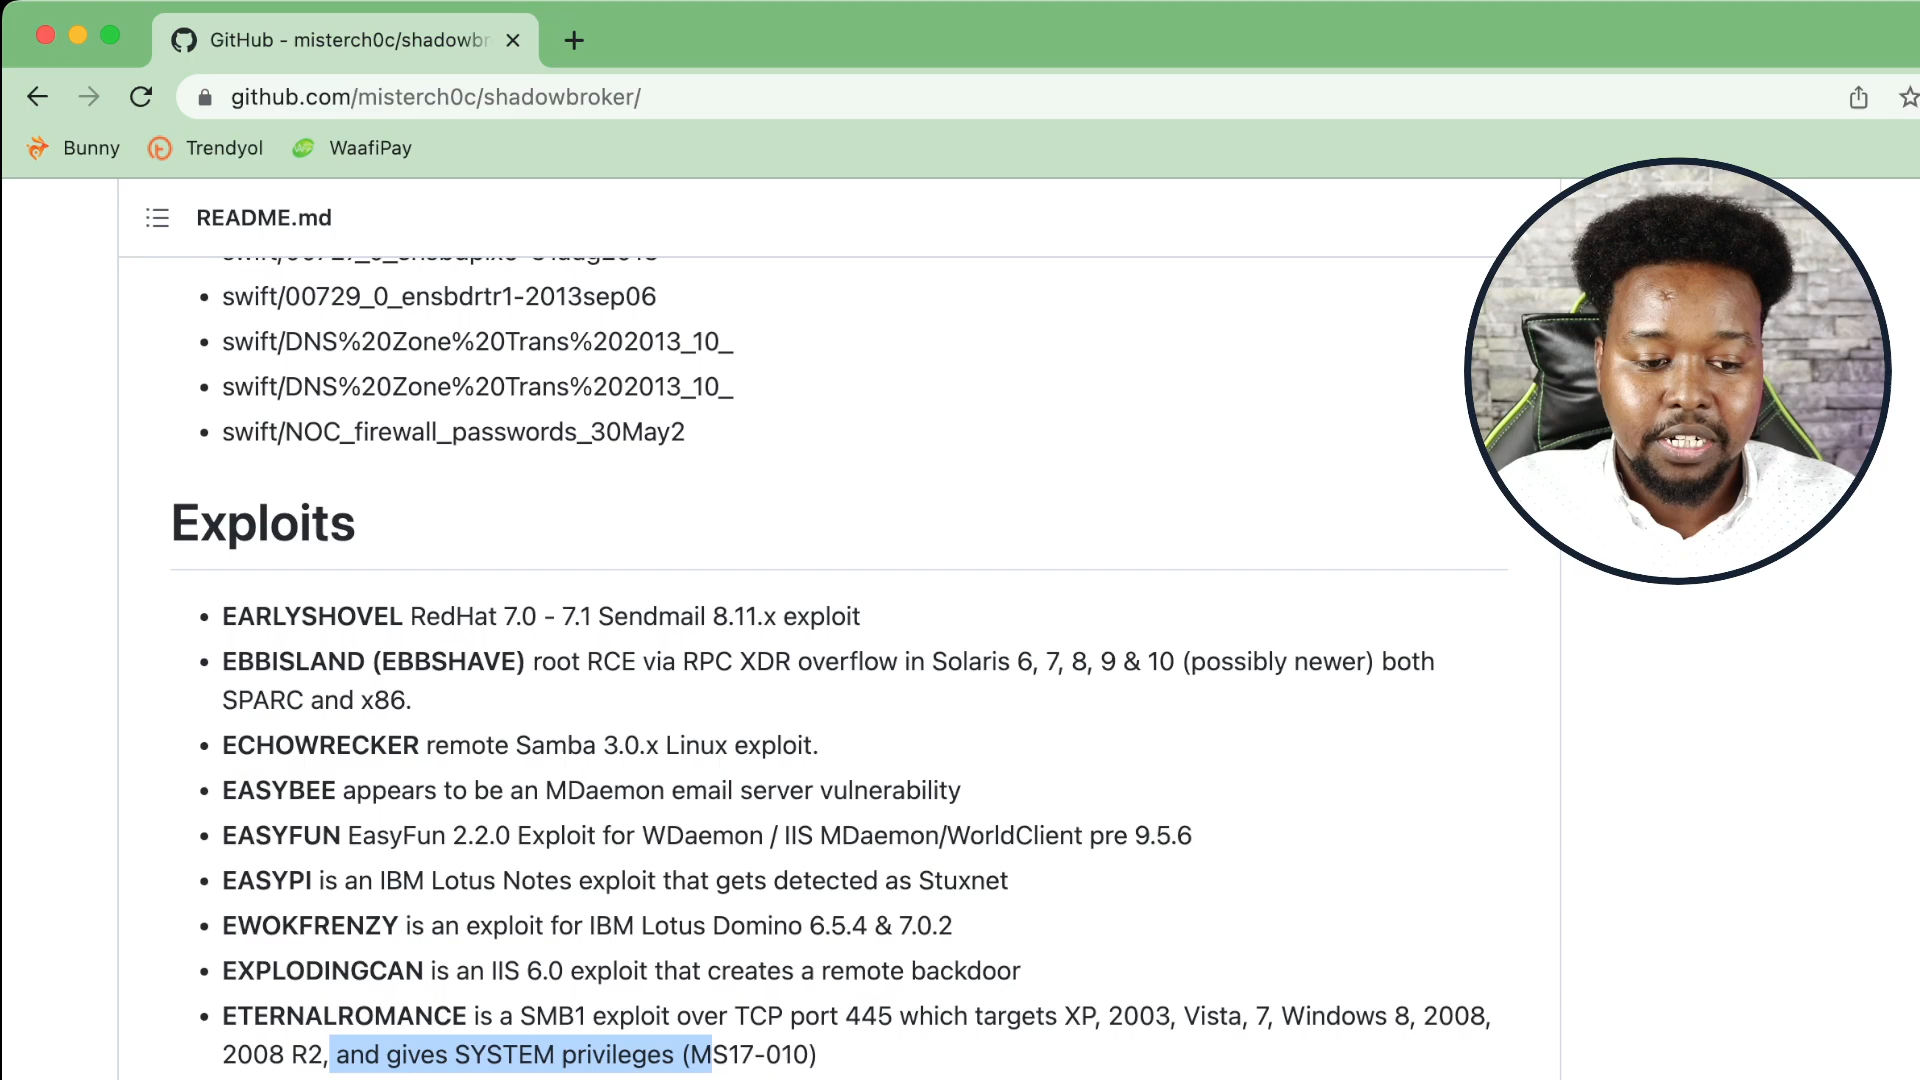 GitHub - misterch0c/shadowbr
github.com/misterch0c/shadowbroker/
Bunny
Trendyol
WaafiPay
README.md
swift/00729_0_ensbdrtr1-2013sep06
swift/DNS%20Zone%20Trans%202013_10_
swift/DNS%20Zone%20Trans%202013_10_
swift/NOC_firewall_passwords_30May2
Exploits
EARLYSHOVEL RedHat 7.0 - 7.1 Sendmail 8.11.x exploit
EBBISLAND (EBBSHAVE) root RCE via RPC XDR overflow in Solaris 6, 7, 8, 9 & 10 (possibly newer) both
SPARC and x86.
ECHOWRECKER remote Samba 3.0.x Linux exploit.
EASYBEE appears to be an MDaemon email server vulnerability
EASYFUN EasyFun 2.2.0 Exploit for WDaemon / IIS MDaemon/WorldClient pre 9.5.6
EASYPI is an IBM Lotus Notes exploit that gets detected as Stuxnet
EWOKFRENZY is an exploit for IBM Lotus Domino 6.5.4 & 7.0.2
EXPLODINGCAN is an IIS 6.0 exploit that creates a remote backdoor
ETERNALROMANCE is a SMB1 exploit over TCP port 445 which targets XP, 2003, Vista, 7, Windows 8, 2008,
2008 R2, and gives SYSTEM privileges (MS17-010)